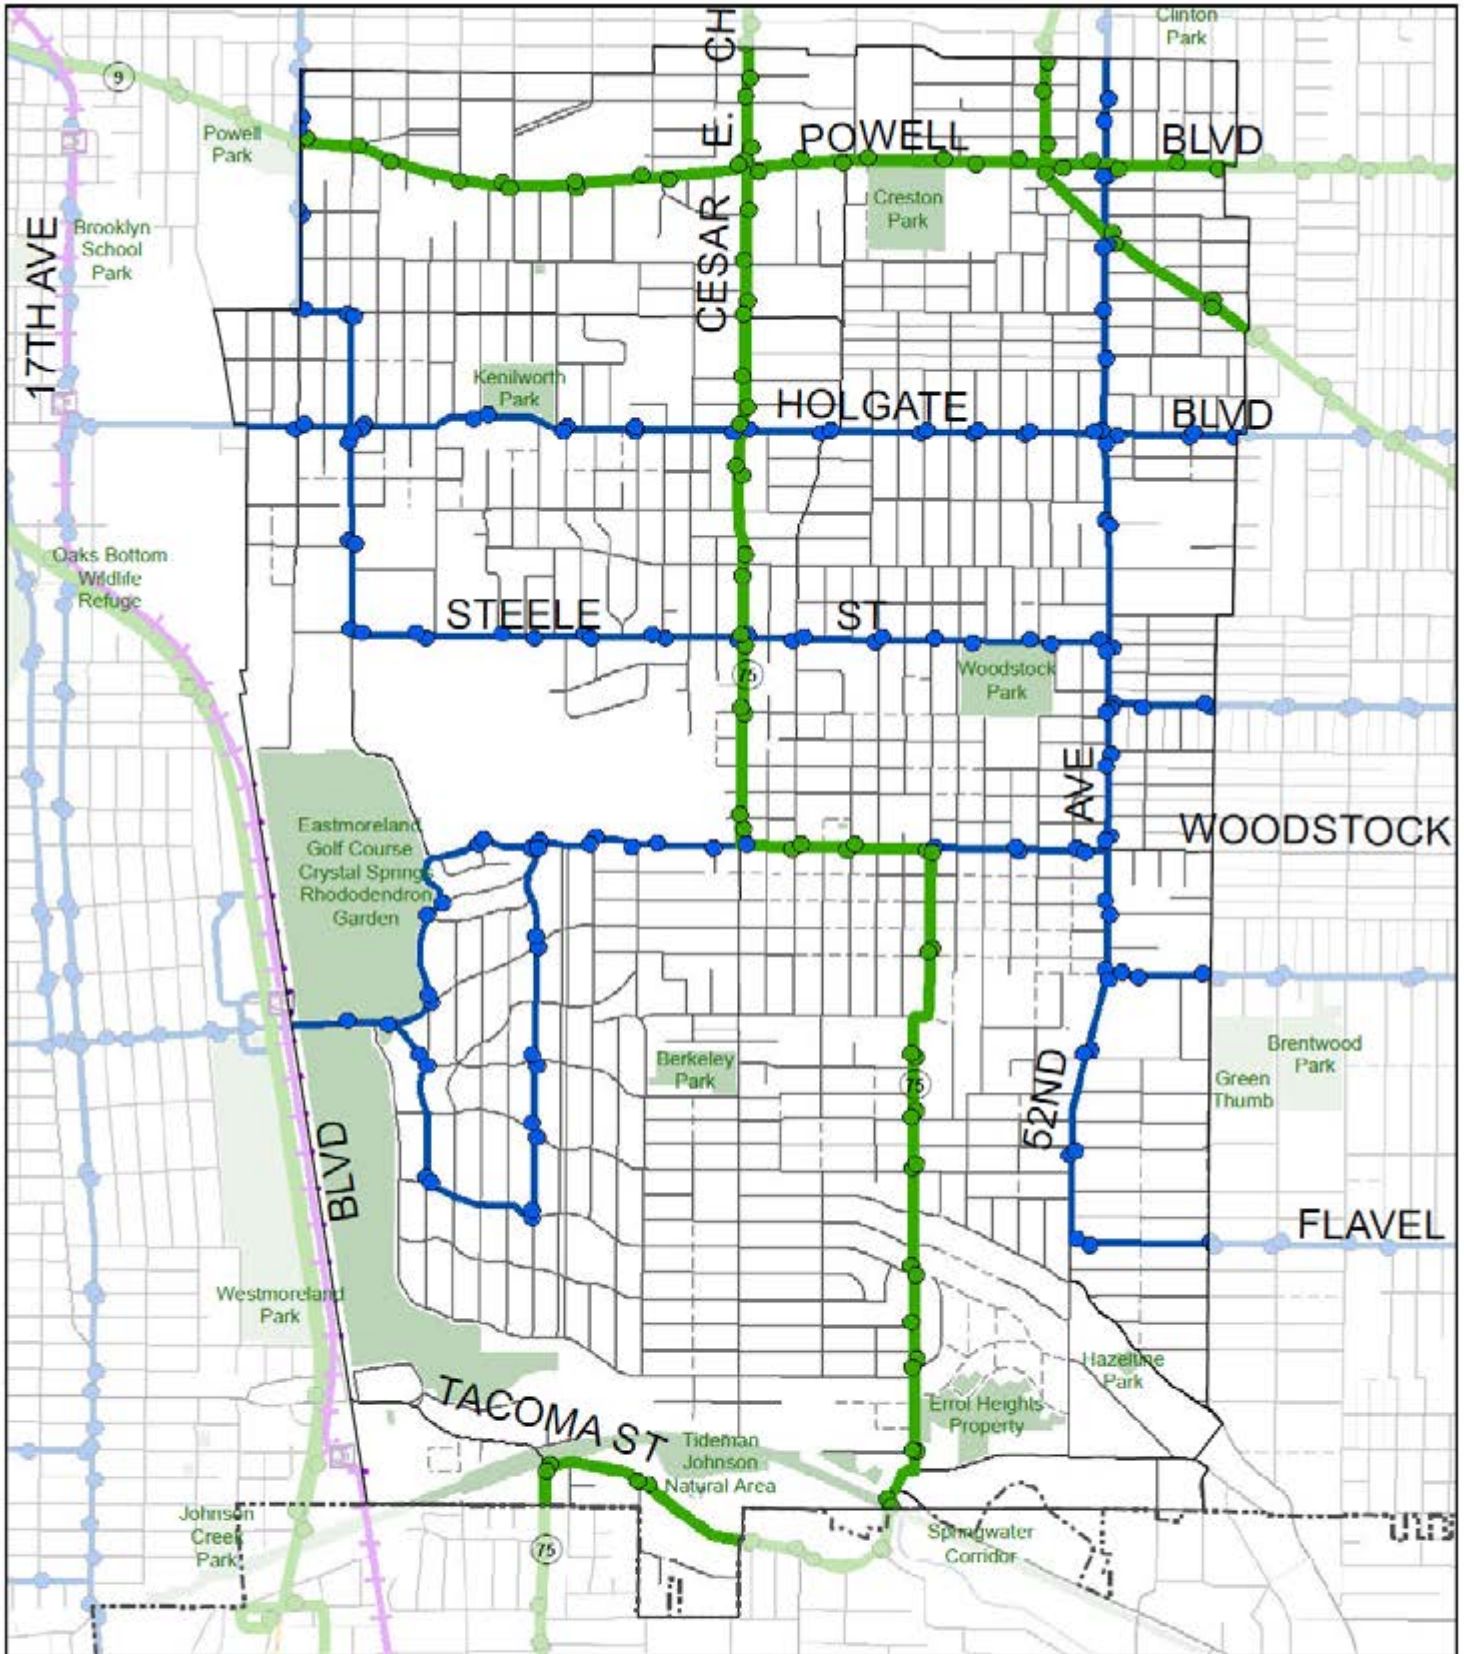 Clinton
Park
9
Powell
Park
E. CH
POWELL
BLVD
Creston
Park
CESAR
17TH AVE
Brooklyn
School
Park
Kenilworth
Park
HOLGATE
BLVD
Oaks Bottom
Wildlife
Refuge
STEELE
ST
75
Woodstock
Park
AVE
WOODSTOCK
Eastmoreland
Golf Course
Crystal Springs
Rhododendron
Garden
Berkeley
Park
75
52ND
Brentwood
Park
Green
Thumb
BLVD
FLAVEL
Westmoreland
Park
Hazeltine
Park
Errol Heights
Property
TACOMA ST
Tideman
Johnson
Natural Area
Johnson
Creek
Park
75
Springwater
Corridor